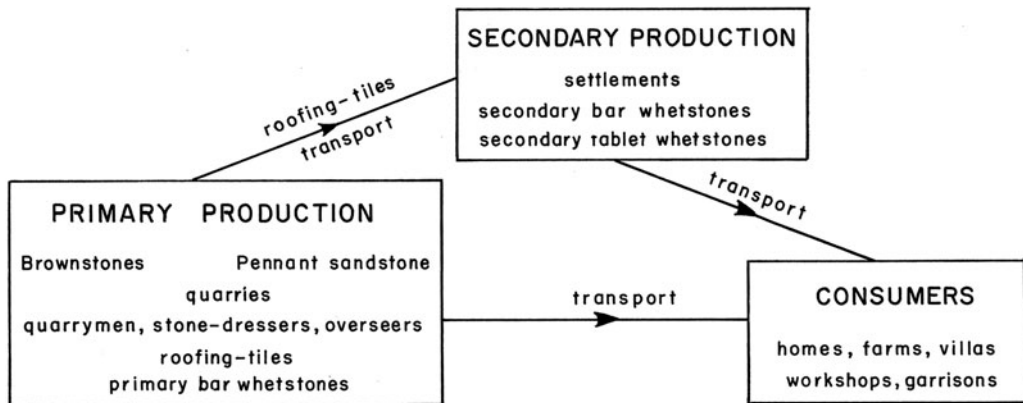 SECONDARY PRODUCTION
settlements
secondary bar whetstones
secondary tablet whetstones
roofing-tiles
transport
transport
PRIMARY PRODUCTION
Brownstones Pennant sandstone
quarries
quarrymen, stone-dressers, overseers
roofing-tiles
primary bar whetstones
transport
CONSUMERS
homes, farms, villas
workshops, garrisons